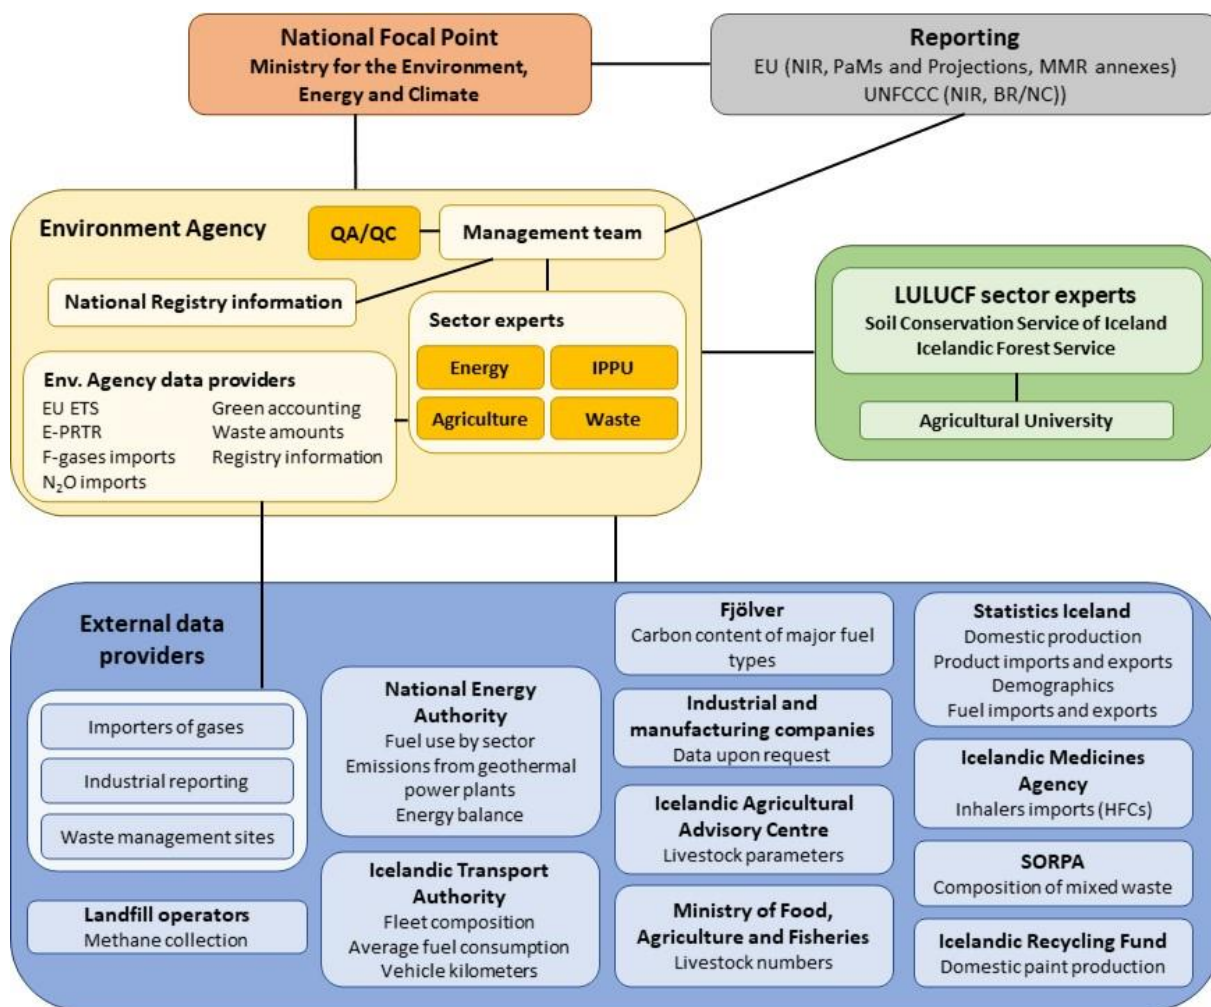 National Focal Point
Ministry for the Environment,
Energy and Climate
Reporting
EU (NIR, PaMs and Projections, MMR annexes)
UNFCCC (NIR, BR/NC))
Environment Agency
QA/QC
Management team
National Registry information
Sector experts
Energy
IPPU
Agriculture
Waste
Env. Agency data providers
EU ETS
E-PRTR
F-gases imports
N₂O imports
Green accounting
Waste amounts
Registry information
LULUCF sector experts
Soil Conservation Service of Iceland
Icelandic Forest Service
Agricultural University
External data
providers
Importers of gases
Industrial reporting
Waste management sites
Landfill operators
Methane collection
National Energy
Authority
Fuel use by sector
Emissions from geothermal
power plants
Energy balance
Icelandic Transport
Authority
Fleet composition
Average fuel consumption
Vehicle kilometers
Fjölver
Carbon content of major fuel
types
Industrial and
manufacturing companies
Data upon request
Icelandic Agricultural
Advisory Centre
Livestock parameters
Ministry of Food,
Agriculture and Fisheries
Livestock numbers
Statistics Iceland
Domestic production
Product imports and exports
Demographics
Fuel imports and exports
Icelandic Medicines
Agency
Inhalers imports (HFCs)
SORPA
Composition of mixed waste
Icelandic Recycling Fund
Domestic paint production